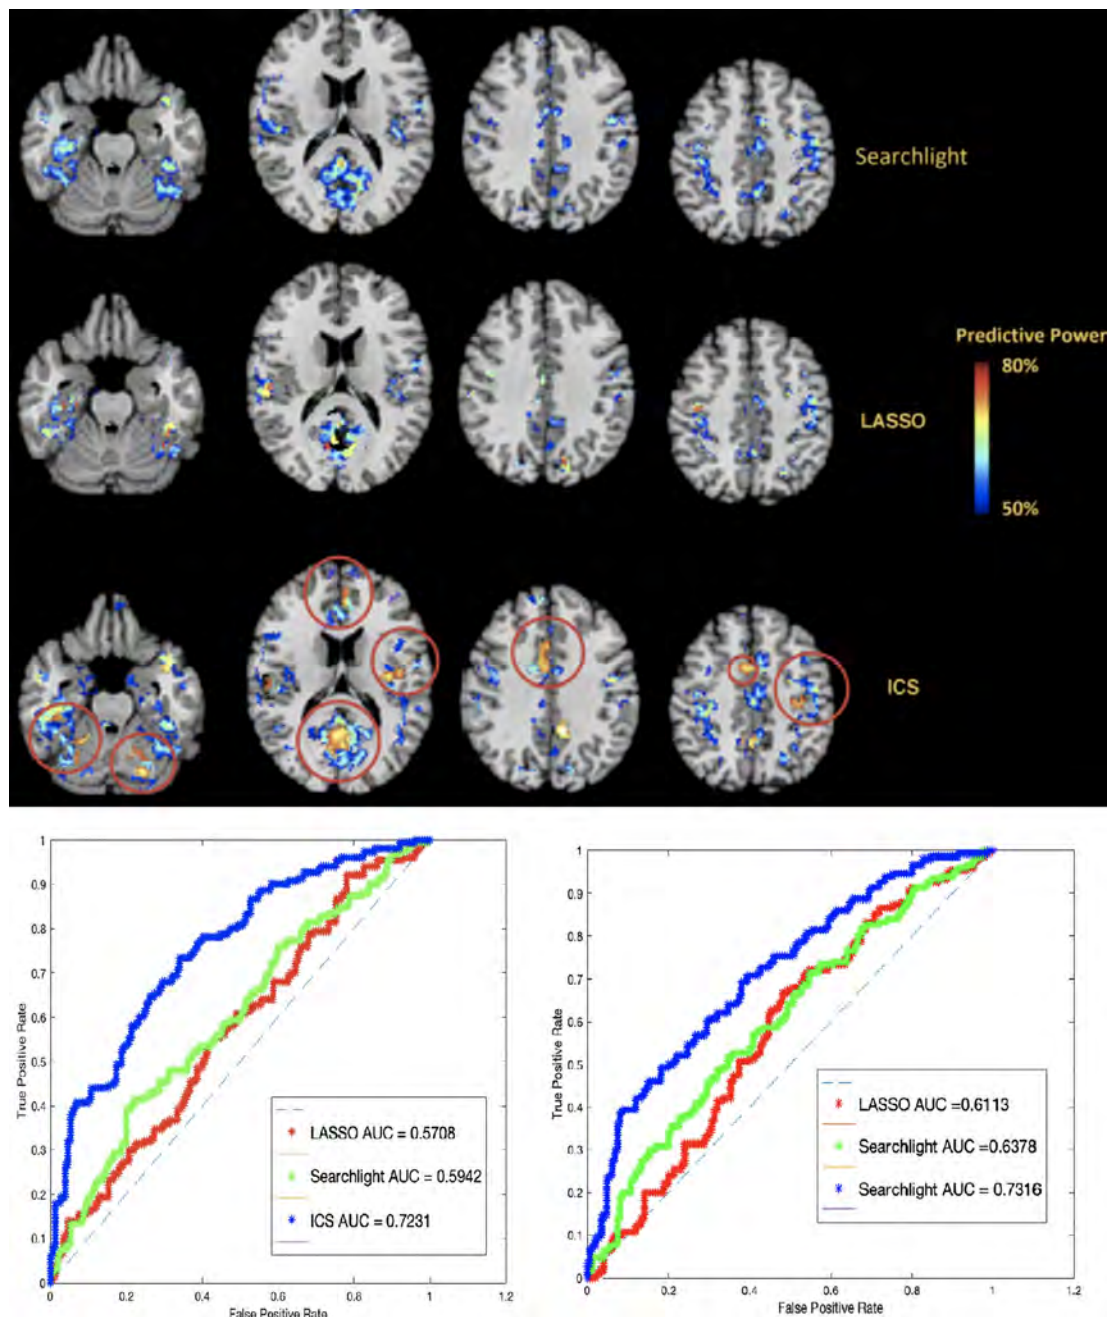 Searchlight
Predictive Power
80%
LASSO
50%
ICS
1
0.9
0.8
0.7
0.6
0.5
0.4
0.3
0.2
0.1
0
True Positive Rate
LASSO AUC = 0.5708
Searchlight AUC = 0.5942
ICS AUC = 0.7231
0 0.2 0.4 0.6 0.8 1 1.2
False Positive Rate
1
0.9
0.8
0.7
0.6
0.5
0.4
0.3
0.2
0.1
0
True Positive Rate
LASSO AUC =0.6113
Searchlight AUC =0.6378
Searchlight AUC =0.7316
0 0.2 0.4 0.6 0.8 1 1.2
False Positive Rate